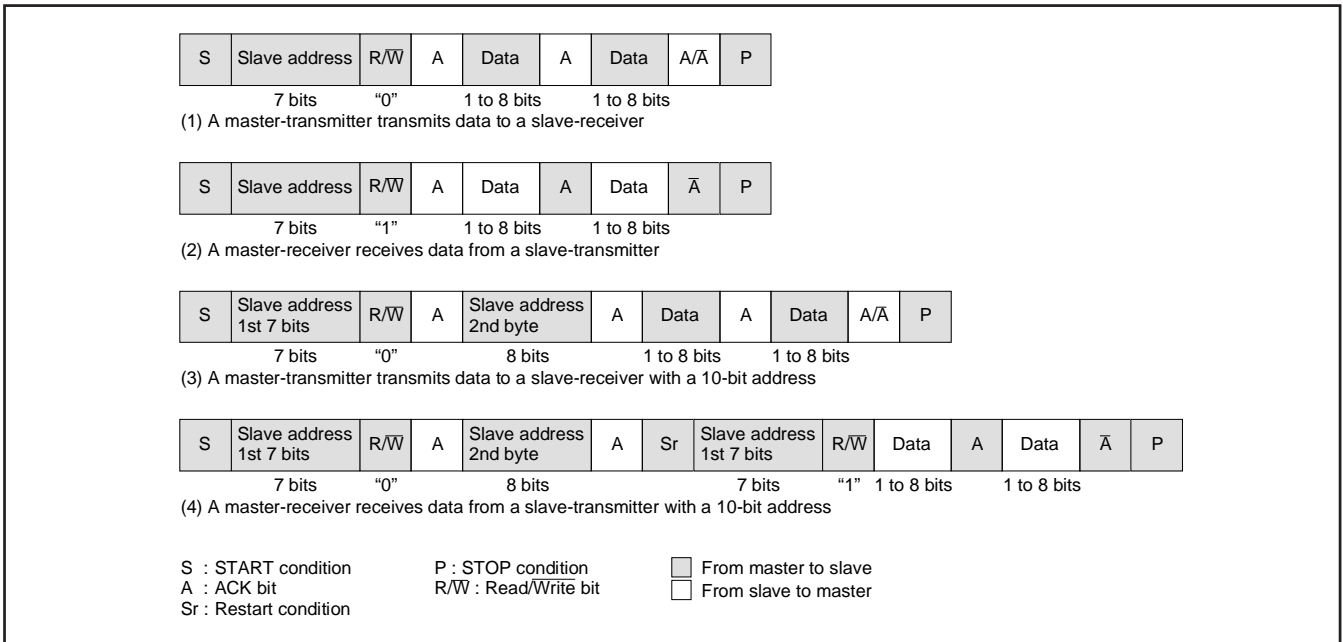 S Slave address R/W̅ A Data A Data A/A̅ P
7 bits “0” 1 to 8 bits 1 to 8 bits
(1) A master-transmitter transmits data to a slave-receiver
S Slave address R/W̅ A Data A Data A̅ P
7 bits “1” 1 to 8 bits 1 to 8 bits
(2) A master-receiver receives data from a slave-transmitter
S Slave address 1st 7 bits R/W̅ A Slave address 2nd byte A Data A Data A/A̅ P
7 bits “0” 8 bits 1 to 8 bits 1 to 8 bits
(3) A master-transmitter transmits data to a slave-receiver with a 10-bit address
S Slave address 1st 7 bits R/W̅ A Slave address 2nd byte A Sr Slave address 1st 7 bits R/W̅ Data A Data A̅ P
7 bits “0” 8 bits 7 bits “1” 1 to 8 bits 1 to 8 bits
(4) A master-receiver receives data from a slave-transmitter with a 10-bit address
S : START condition P : STOP condition From master to slave
A : ACK bit R/W̅ : Read/W̅r̅i̅t̅e̅ bit From slave to master
Sr : Restart condition